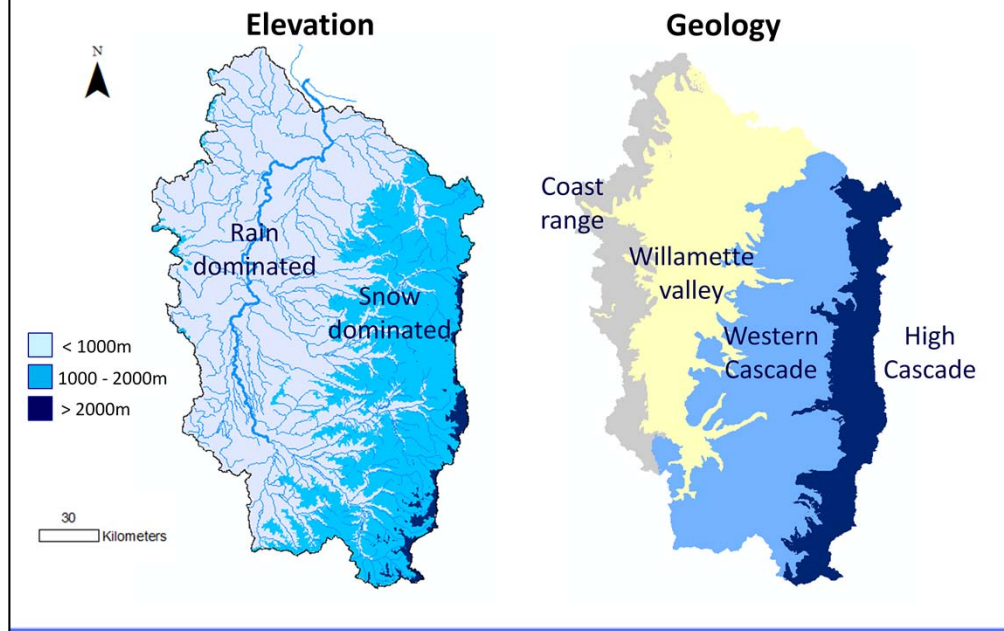 Elevation
Geology
N
Rain
dominated
Snow
dominated
< 1000m
1000 - 2000m
> 2000m
30
Kilometers
Coast
range
Willamette
valley
Western
Cascade
High
Cascade